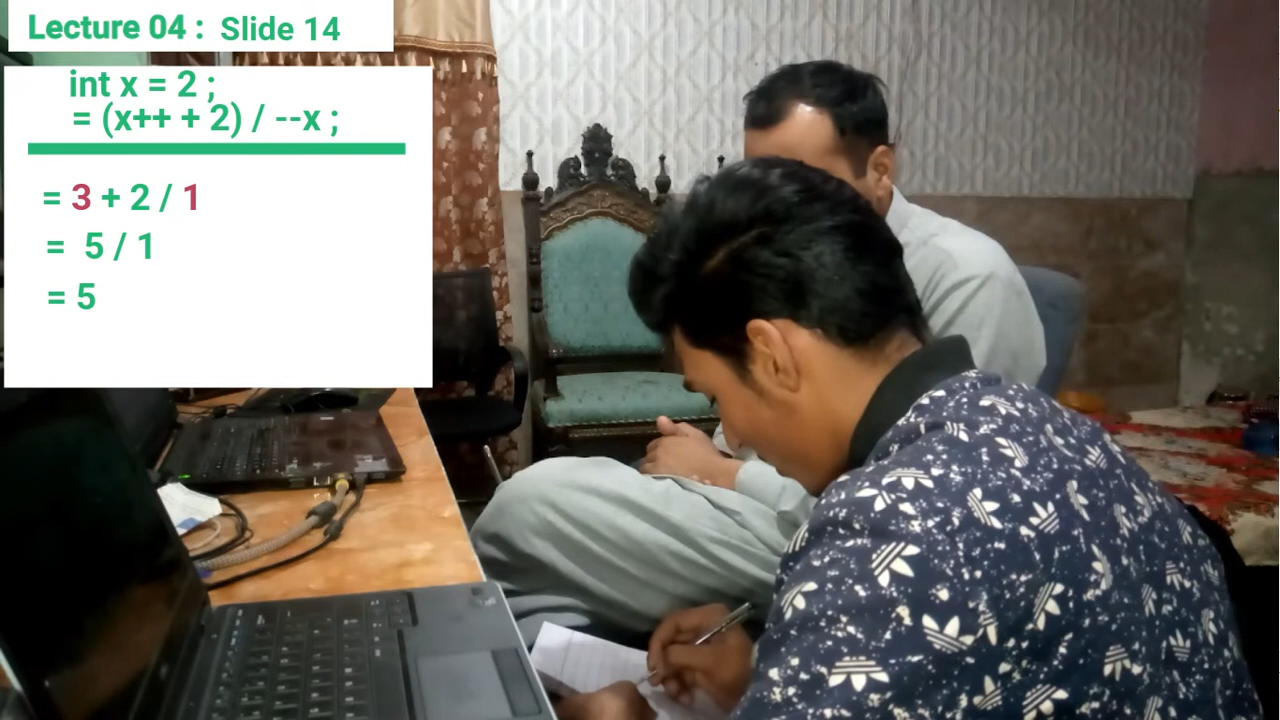 Lecture 04 : Slide 14
int x = 2 ;
= (x++ + 2) / --x ;
= 3 + 2 / 1
= 5 / 1
= 5